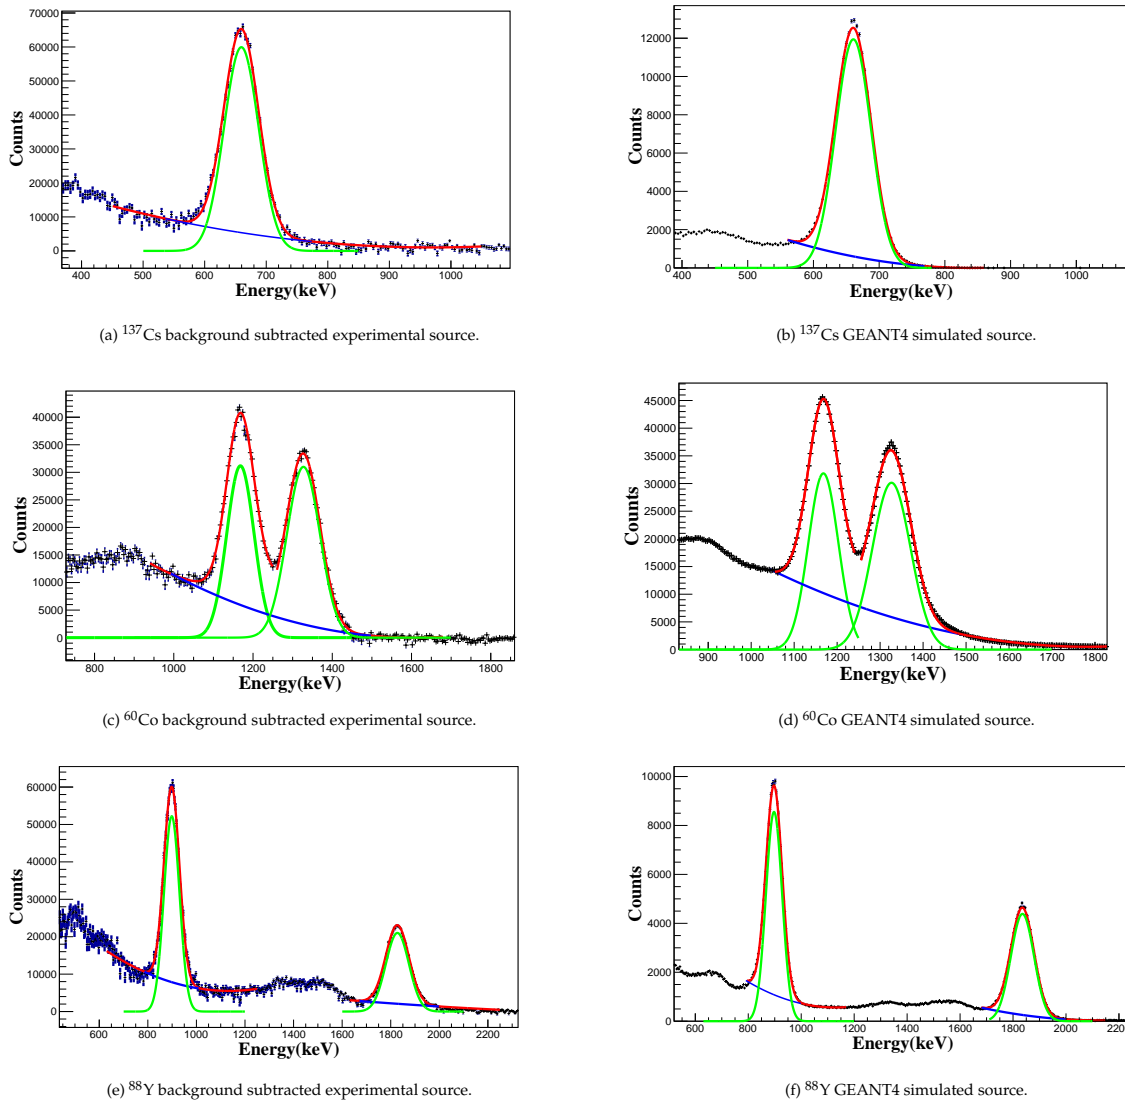 70000
60000
50000
40000
30000
20000
10000
0
Counts
400 500 600 700 800 900 1000
Energy(keV)
(a) ¹³⁷Cs background subtracted experimental source.
12000
10000
8000
6000
4000
2000
0
Counts
400 500 600 700 800 900 1000
Energy(keV)
(b) ¹³⁷Cs GEANT4 simulated source.
40000
35000
30000
25000
20000
15000
10000
5000
0
Counts
800 1000 1200 1400 1600 1800
Energy(keV)
(c) ⁶⁰Co background subtracted experimental source.
45000
40000
35000
30000
25000
20000
15000
10000
5000
0
Counts
900 1000 1100 1200 1300 1400 1500 1600 1700 1800
Energy(keV)
(d) ⁶⁰Co GEANT4 simulated source.
60000
50000
40000
30000
20000
10000
0
Counts
600 800 1000 1200 1400 1600 1800 2000 2200
Energy(keV)
(e) ⁸⁸Y background subtracted experimental source.
10000
8000
6000
4000
2000
0
Counts
600 800 1000 1200 1400 1600 1800 2000 2200
Energy(keV)
(f) ⁸⁸Y GEANT4 simulated source.